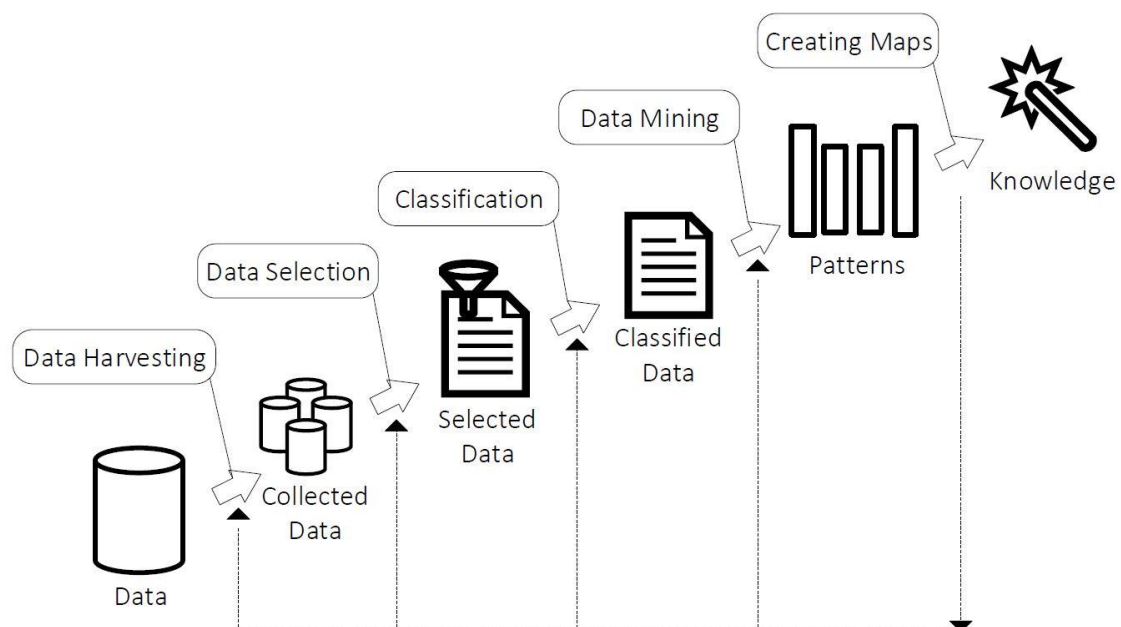 Creating Maps
Knowledge
Data Mining
Patterns
Classification
Classified
Data
Data Selection
Selected
Data
Data Harvesting
Collected
Data
Data